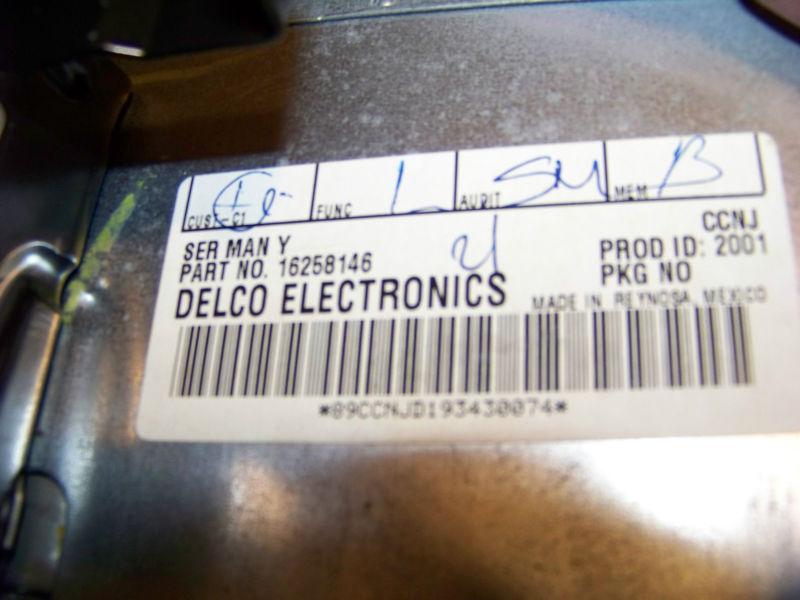 CUST-C1 FUNC L AUDIT SM MEM B
CCNJ
SER MAN Y
PROD ID: 2001
PART NO. 16258146
PKG NO
DELCO ELECTRONICS
MADE IN REYNOSA, MEXICO
*89CCNJD193430074*